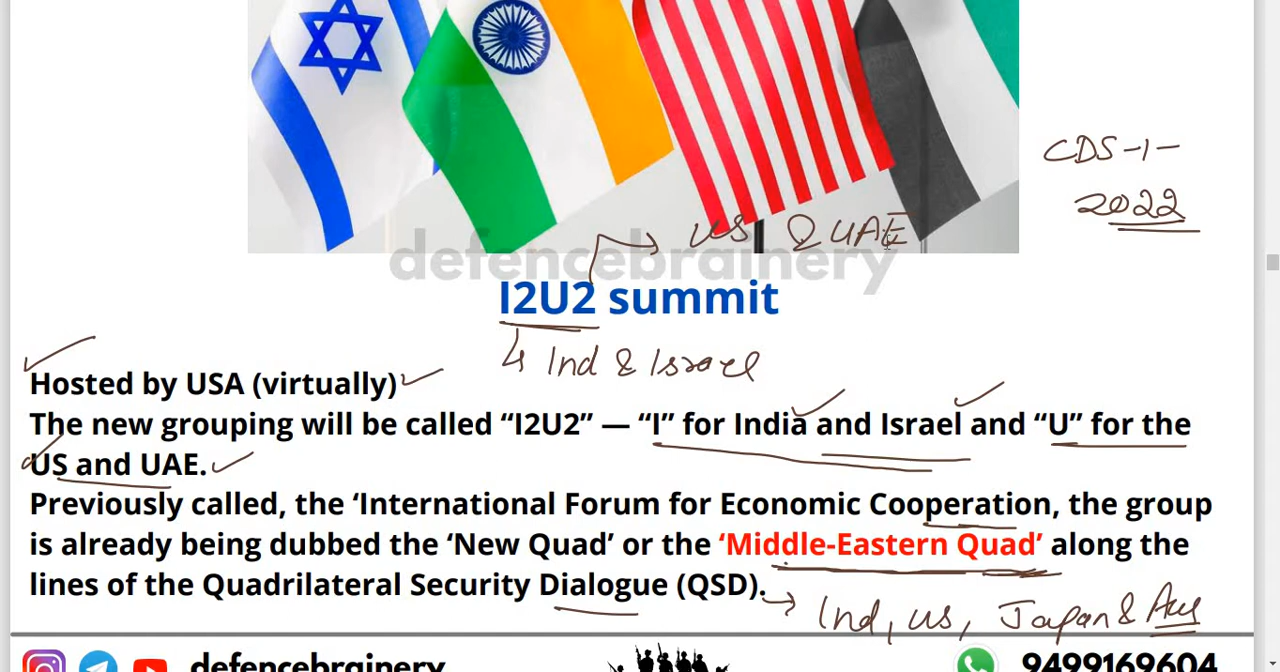 CDS-1-
2022
US & UAE
defencebrainery
I2U2 summit
↳ Ind & Israel
Hosted by USA (virtually)
The new grouping will be called “I2U2” — “I” for India and Israel and “U” for the
US and UAE.
Previously called, the ‘International Forum for Economic Cooperation, the group
is already being dubbed the ‘New Quad’ or the ‘Middle-Eastern Quad’ along the
lines of the Quadrilateral Security Dialogue (QSD).
→ Ind, us, Japan & Aus
defencebrainery
9499169604